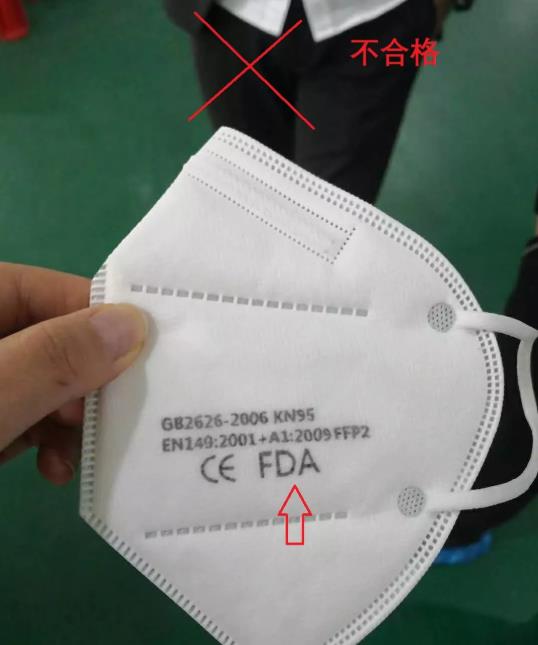 不合格
GB2626-2006 KN95
EN149:2001+A1:2009 FFP2
CE FDA